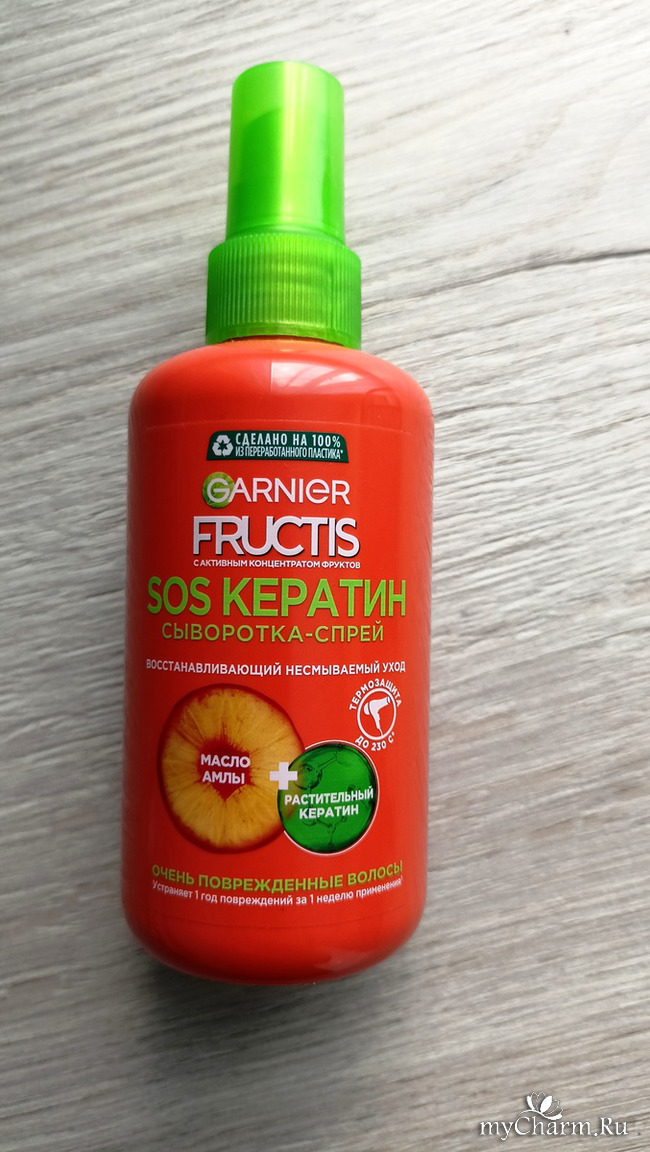 СДЕЛАНО НА 100%
ИЗ ПЕРЕРАБОТАННОГО ПЛАСТИКА*
GARNIER
FRUCTIS
С АКТИВНЫМ КОНЦЕНТРАТОМ ФРУКТОВ
SOS КЕРАТИН
СЫВОРОТКА-СПРЕЙ
ВОССТАНАВЛИВАЮЩИЙ НЕСМЫВАЕМЫЙ УХОД
ТЕРМОЗАЩИТА
ДО 230 C°
МАСЛО
АМЛЫ
+
РАСТИТЕЛЬНЫЙ
КЕРАТИН
ОЧЕНЬ ПОВРЕЖДЕННЫЕ ВОЛОСЫ
Устраняет 1 год повреждений за 1 неделю применения¹
myCharm.Ru